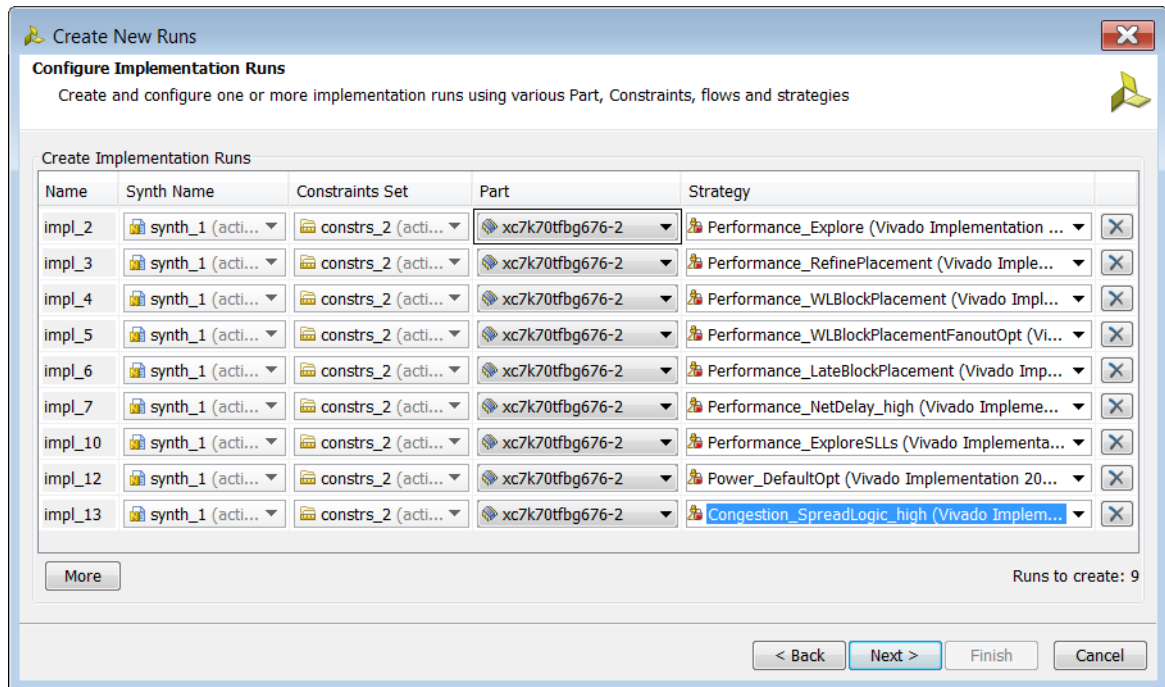 Create New Runs
Configure Implementation Runs
Create and configure one or more implementation runs using various Part, Constraints, flows and strategies
Create Implementation Runs
Name Synth Name Constraints Set Part Strategy
impl_2 synth_1 (acti... constrs_2 (acti... xc7k70tfbg676-2 Performance_Explore (Vivado Implementation ...
impl_3 synth_1 (acti... constrs_2 (acti... xc7k70tfbg676-2 Performance_RefinePlacement (Vivado Imple...
impl_4 synth_1 (acti... constrs_2 (acti... xc7k70tfbg676-2 Performance_WLBlockPlacement (Vivado Impl...
impl_5 synth_1 (acti... constrs_2 (acti... xc7k70tfbg676-2 Performance_WLBlockPlacementFanoutOpt (Vi...
impl_6 synth_1 (acti... constrs_2 (acti... xc7k70tfbg676-2 Performance_LateBlockPlacement (Vivado Imp...
impl_7 synth_1 (acti... constrs_2 (acti... xc7k70tfbg676-2 Performance_NetDelay_high (Vivado Impleme...
impl_10 synth_1 (acti... constrs_2 (acti... xc7k70tfbg676-2 Performance_ExploreSLLs (Vivado Implementa...
impl_12 synth_1 (acti... constrs_2 (acti... xc7k70tfbg676-2 Power_DefaultOpt (Vivado Implementation 20...
impl_13 synth_1 (acti... constrs_2 (acti... xc7k70tfbg676-2 Congestion_SpreadLogic_high (Vivado Implem...
More Runs to create: 9
< Back Next > Finish Cancel